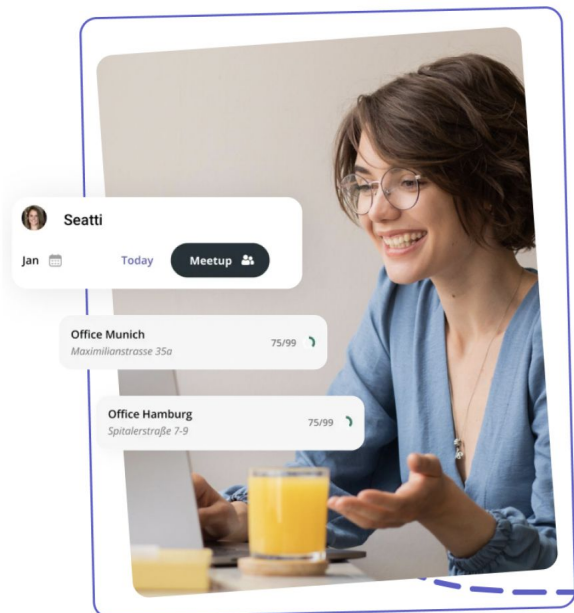 Seatti
Jan Today Meetup
Office Munich
Maximilianstrasse 35a
75/99
Office Hamburg
Spitalerstraße 7-9
75/99